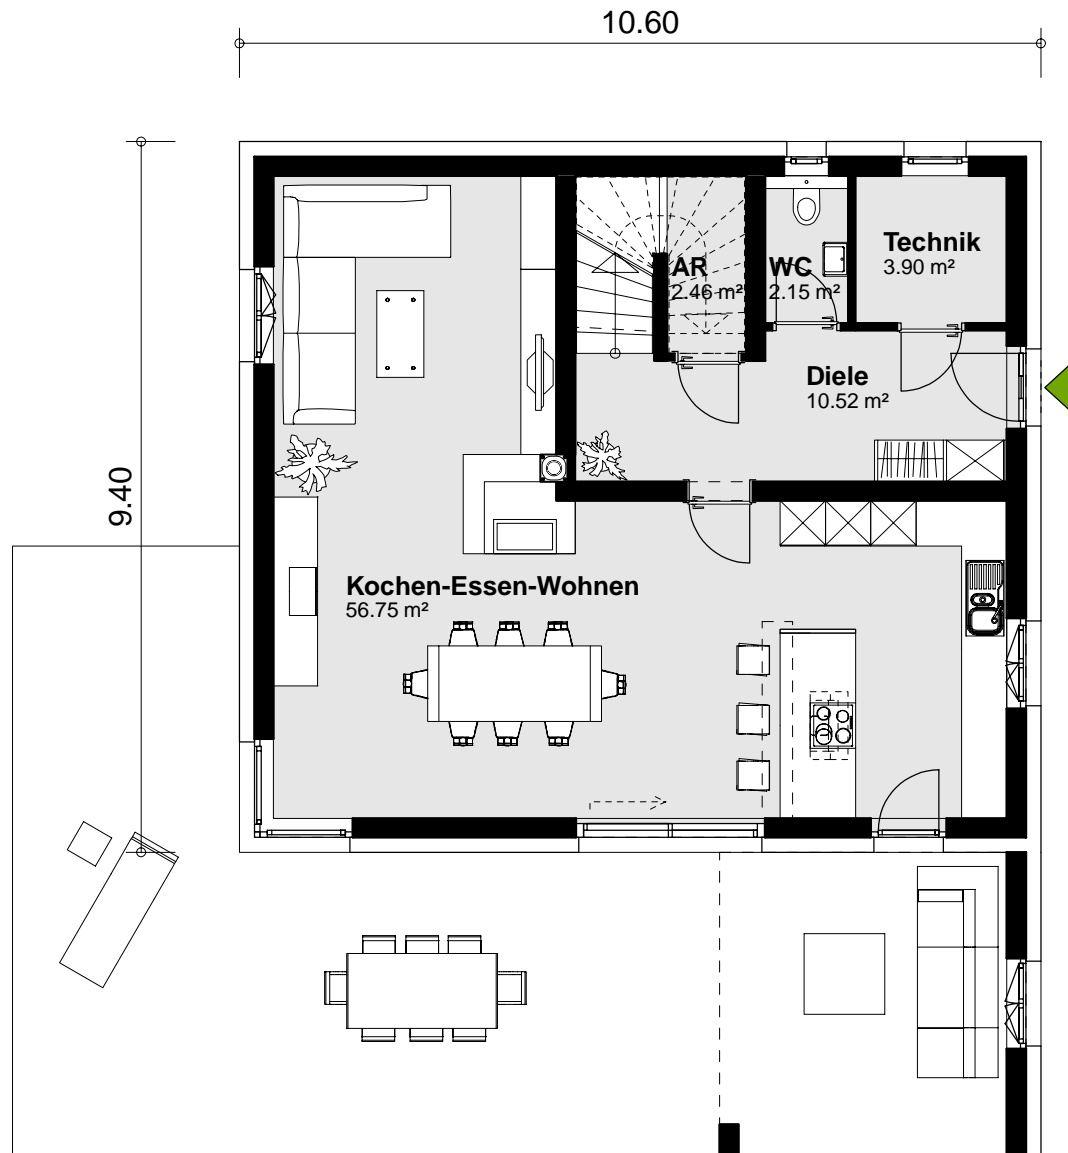 10.60
9.40
AR
2.46 m²
WC
2.15 m²
Technik
3.90 m²
Diele
10.52 m²
Kochen-Essen-Wohnen
56.75 m²